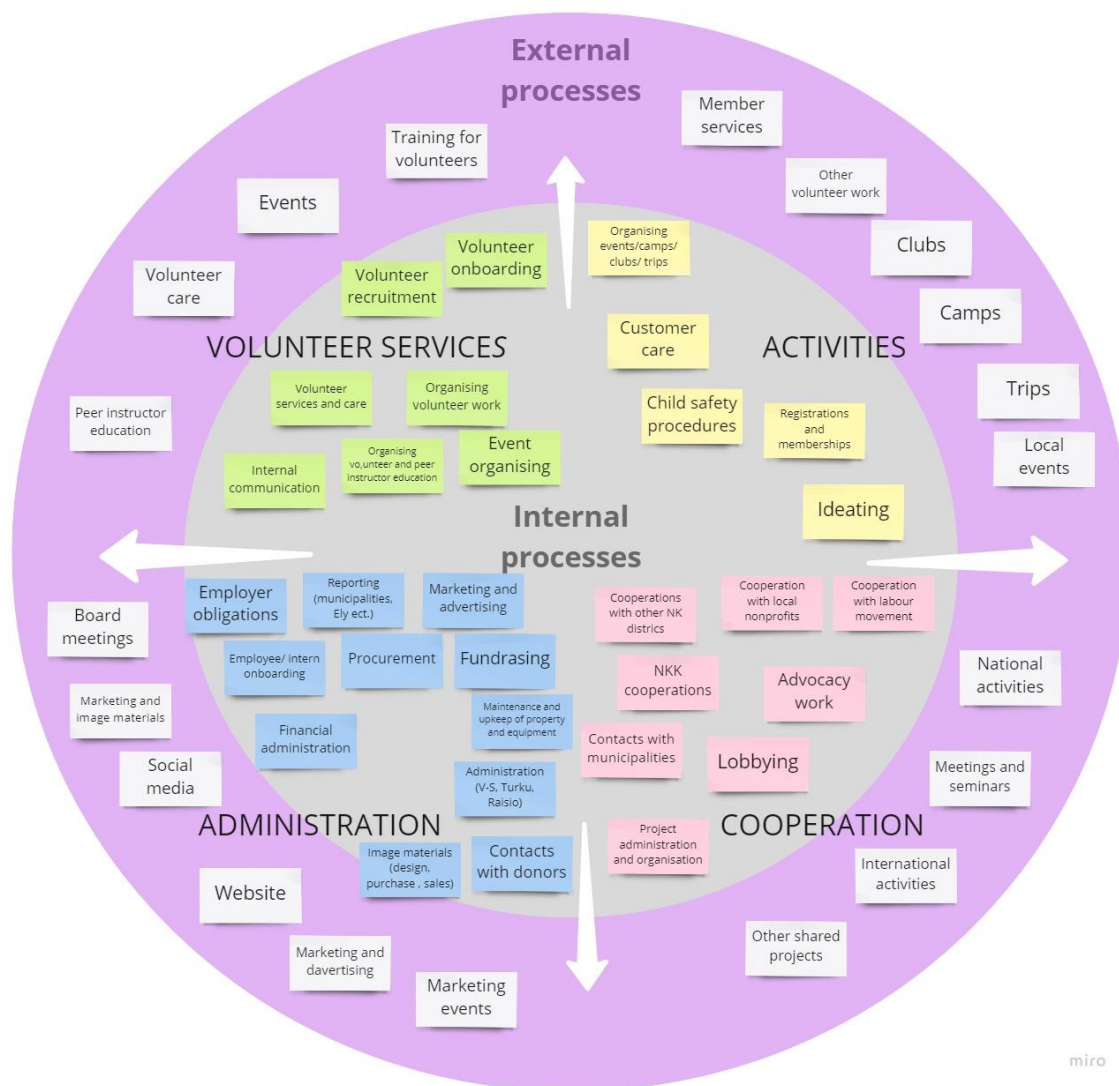 External
processes
Member
services
Training for
volunteers
Other
volunteer work
Events
Clubs
Volunteer
care
Camps
Peer instructor
education
Trips
Local
events
Volunteer
onboarding
Volunteer
recruitment
VOLUNTEER SERVICES
Volunteer
services and care
Organising
volunteer work
Internal
communication
Organising
vo,unteer and peer
instructor education
Event
organising
Organising
events/camps/
clubs/ trips
Customer
care
ACTIVITIES
Child safety
procedures
Registrations
and
memberships
Ideating
Internal
processes
Employer
obligations
Reporting
(municipalities,
Ely ect.)
Marketing and
advertising
Employee/ intern
onboarding
Procurement
Fundrasing
Financial
administration
Maintenance and
upkeep of property
and equipment
Administration
(V-S, Turku,
Raisio)
ADMINISTRATION
Image materials
(design,
purchase , sales)
Contacts
with donors
Cooperations
with other NK
districs
Cooperation
with local
nonprofits
Cooperation
with labour
movement
NKK
cooperations
Advocacy
work
Contacts with
municipalities
Lobbying
COOPERATION
Project
administration
and organisation
Board
meetings
Marketing and
image materials
Social
media
Website
Marketing and
davertising
Marketing
events
National
activities
Meetings and
seminars
International
activities
Other shared
projects
miro